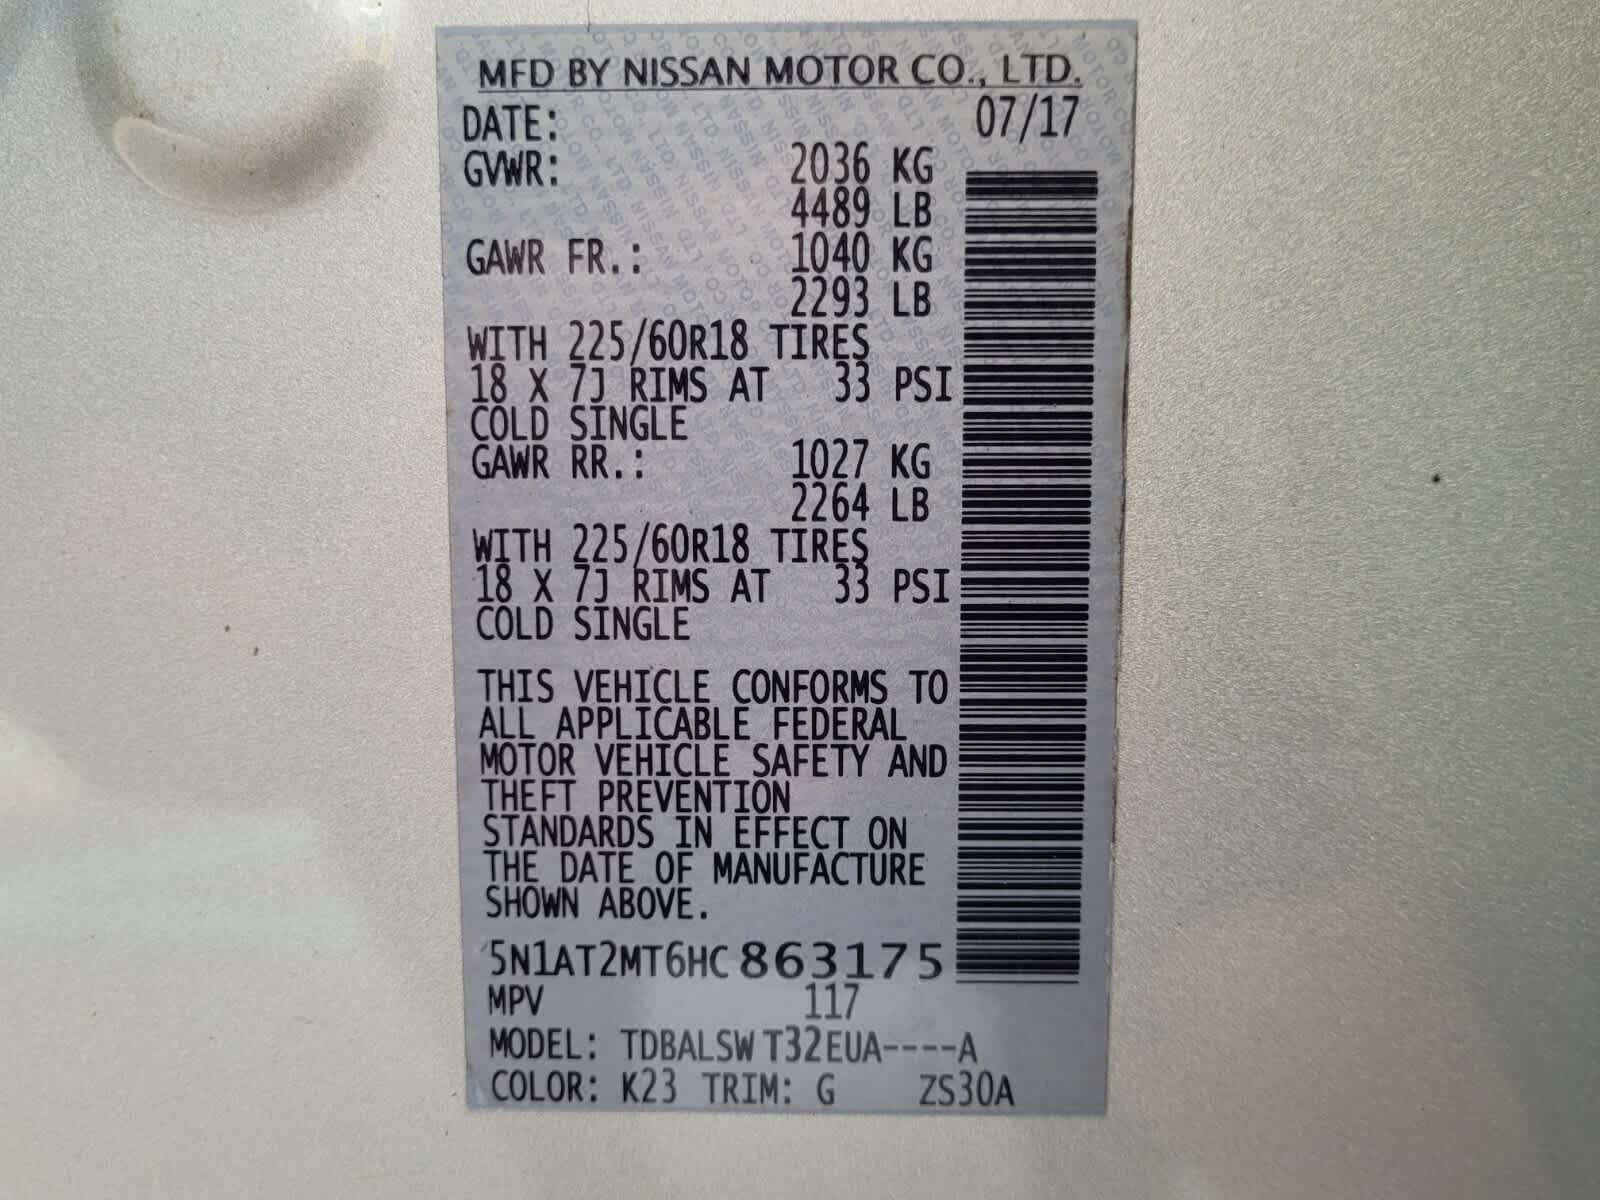 MFD BY NISSAN MOTOR CO., LTD.
DATE: 07/17
GVWR: 2036 KG
4489 LB
GAWR FR.: 1040 KG
2293 LB
WITH 225/60R18 TIRES
18 X 7J RIMS AT 33 PSI
COLD SINGLE
GAWR RR.: 1027 KG
2264 LB
WITH 225/60R18 TIRES
18 X 7J RIMS AT 33 PSI
COLD SINGLE
THIS VEHICLE CONFORMS TO
ALL APPLICABLE FEDERAL
MOTOR VEHICLE SAFETY AND
THEFT PREVENTION
STANDARDS IN EFFECT ON
THE DATE OF MANUFACTURE
SHOWN ABOVE.
5N1AT2MT6HC863175
MPV 117
MODEL: TDBALSW T32EUA----A
COLOR: K23 TRIM: G ZS30A